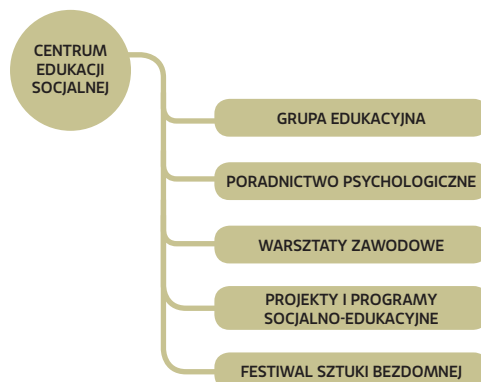 CENTRUM
EDUKACJI
SOCJALNEJ
GRUPA EDUKACYJNA
PORADNICTWO PSYCHOLOGICZNE
WARSZTATY ZAWODOWE
PROJEKTY I PROGRAMY
SOCJALNO-EDUKACYJNE
FESTIWAL SZTUKI BEZDOMNEJ